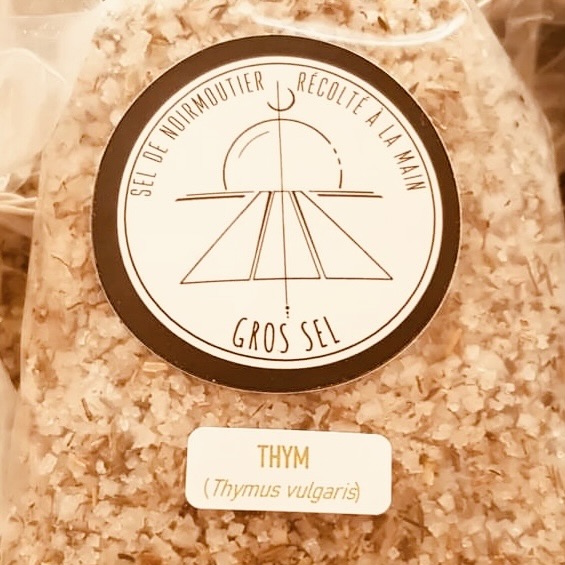 SEL DE NOIRMOUTIER RÉCOLTÉ À LA MAIN
GROS SEL
THYM
(Thymus vulgaris)